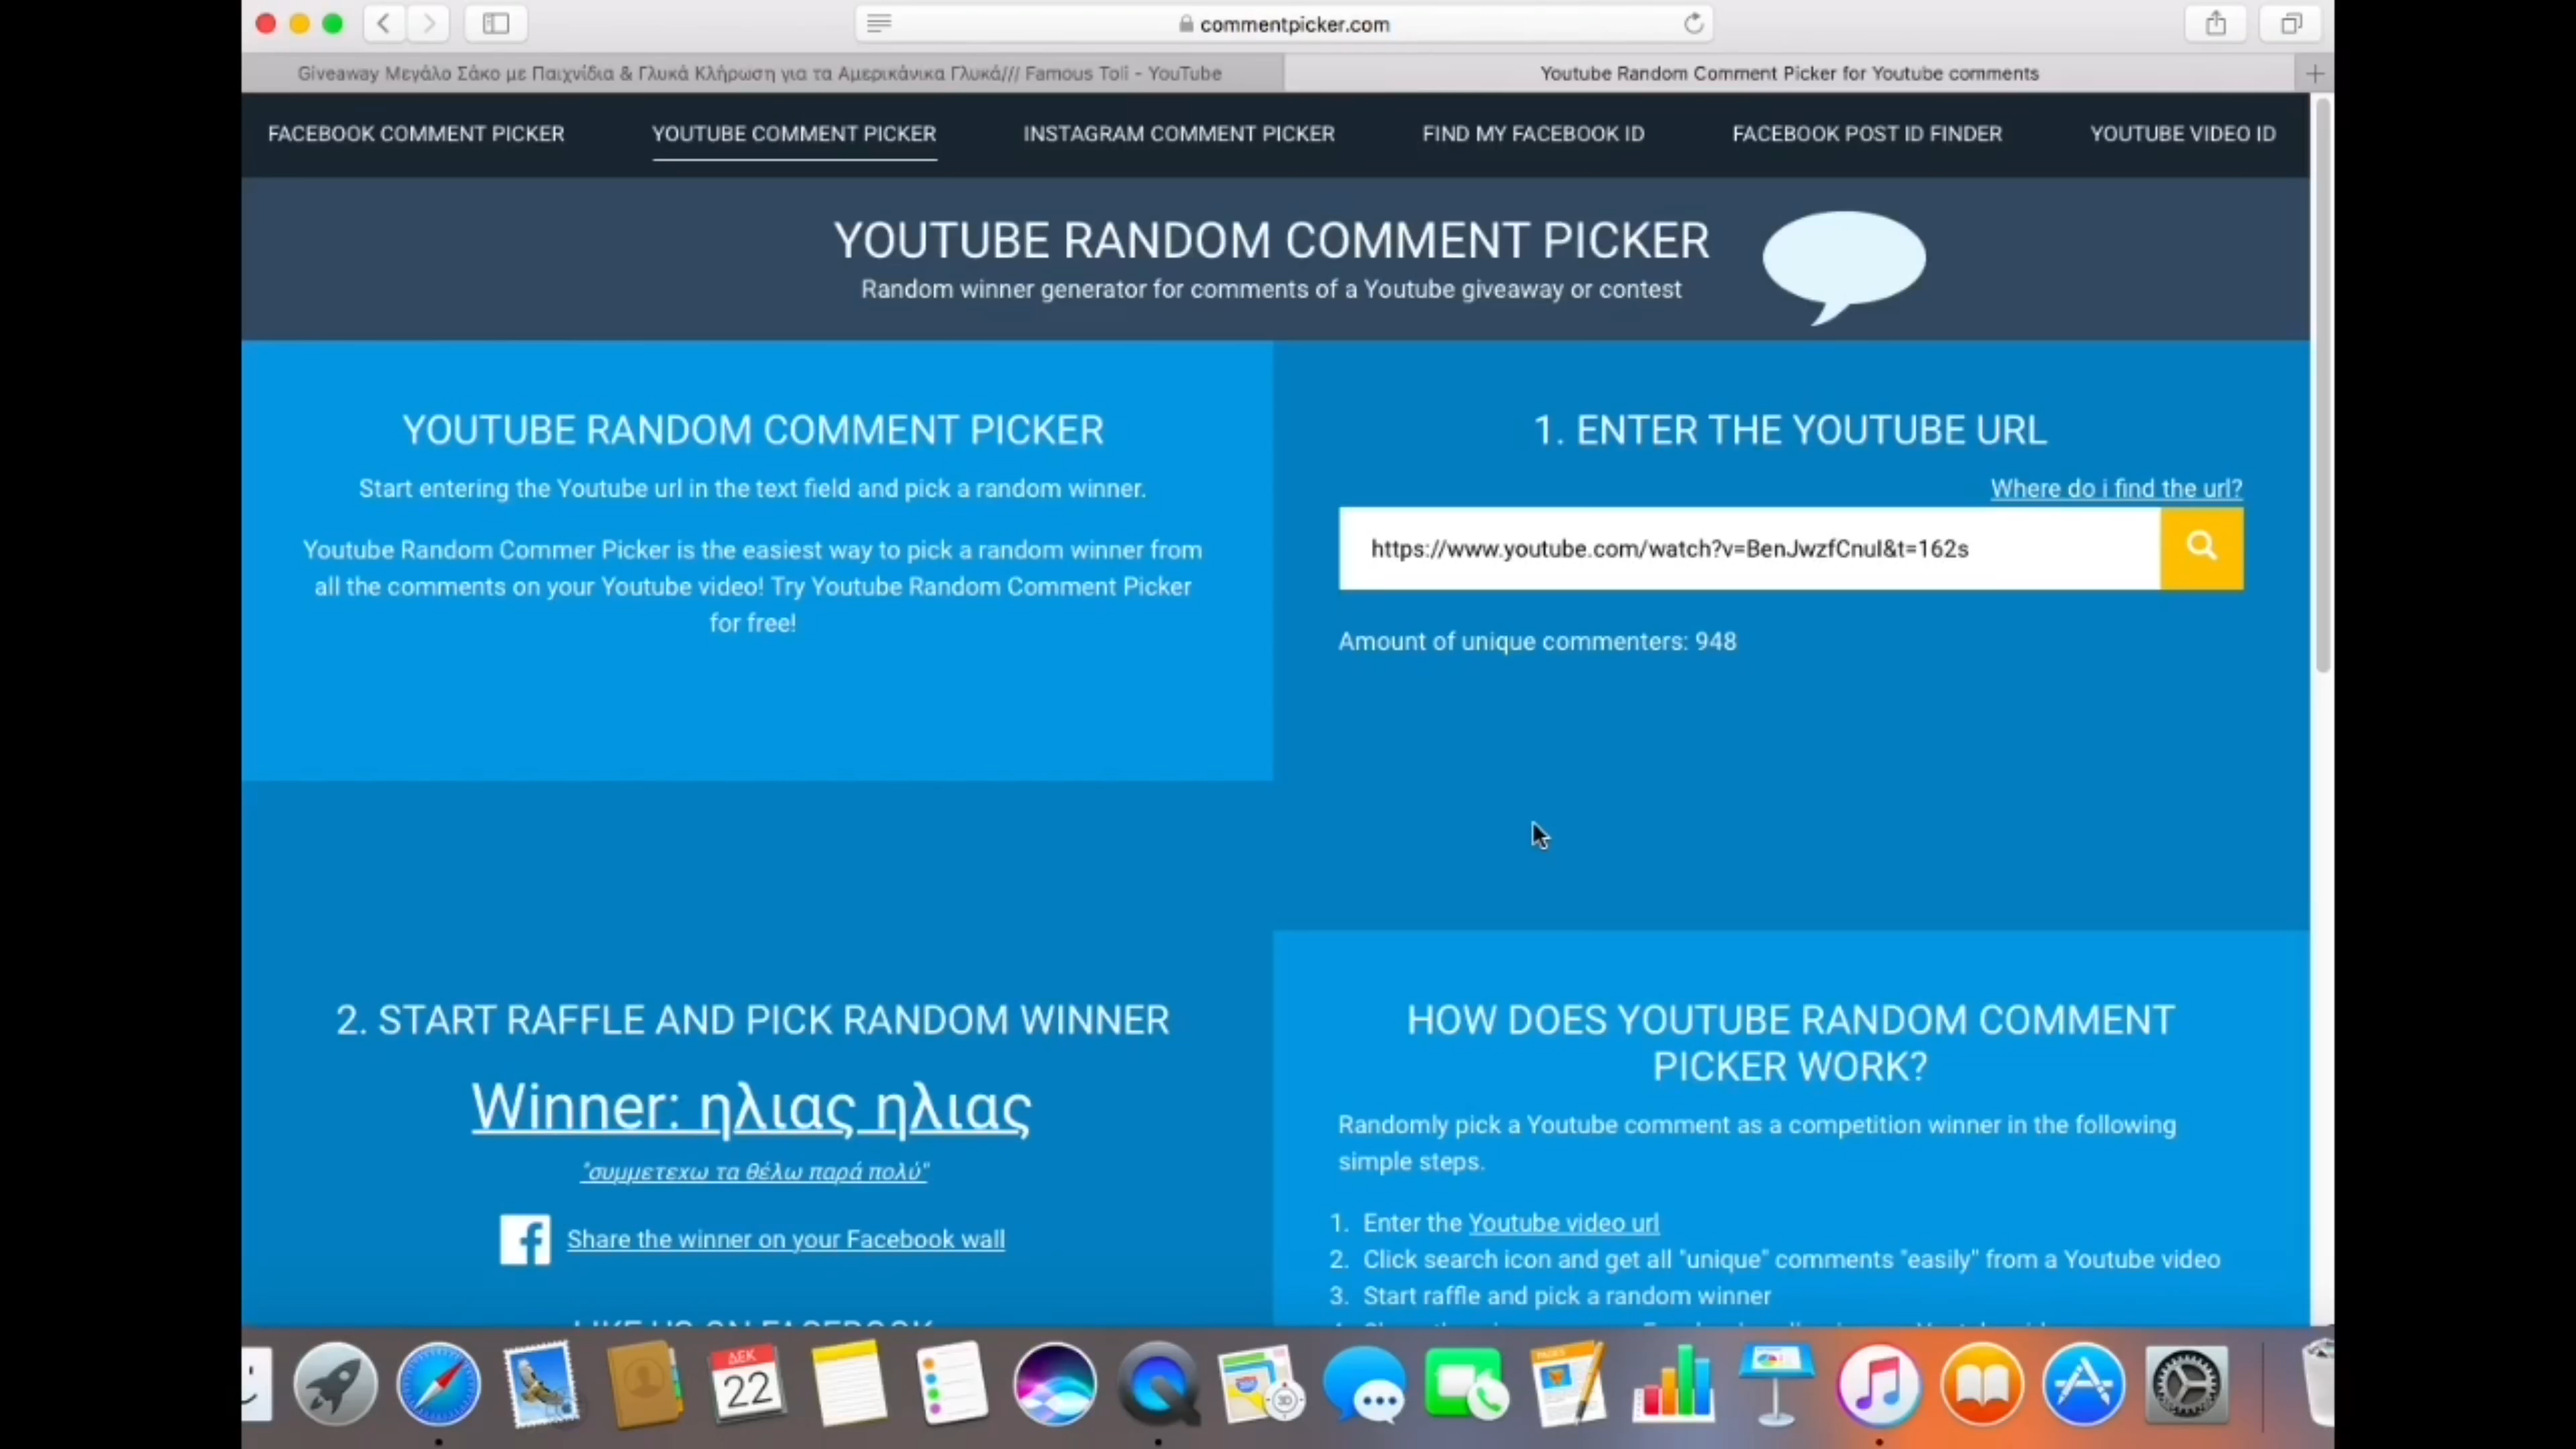 commentpicker.com
Giveaway Μεγάλο Σάκο με Παιχνίδια & Γλυκά Κλήρωση για τα Αμερικάνικα Γλυκά/// Famous Toli - YouTube
Youtube Random Comment Picker for Youtube comments
FACEBOOK COMMENT PICKER YOUTUBE COMMENT PICKER INSTAGRAM COMMENT PICKER FIND MY FACEBOOK ID FACEBOOK POST ID FINDER YOUTUBE VIDEO ID
YOUTUBE RANDOM COMMENT PICKER
Random winner generator for comments of a Youtube giveaway or contest
YOUTUBE RANDOM COMMENT PICKER
Start entering the Youtube url in the text field and pick a random winner.
Youtube Random Commer Picker is the easiest way to pick a random winner from
all the comments on your Youtube video! Try Youtube Random Comment Picker
for free!
1. ENTER THE YOUTUBE URL
Where do i find the url?
https://www.youtube.com/watch?v=BenJwzfCnuI&t=162s
Amount of unique commenters: 948
2. START RAFFLE AND PICK RANDOM WINNER
Winner: ηλιας ηλιας
"συμμετεχω τα θέλω παρά πολύ"
Share the winner on your Facebook wall
LIKE US ON FACEBOOK
HOW DOES YOUTUBE RANDOM COMMENT
PICKER WORK?
Randomly pick a Youtube comment as a competition winner in the following
simple steps.
1. Enter the Youtube video url
2. Click search icon and get all "unique" comments "easily" from a Youtube video
3. Start raffle and pick a random winner
ΔΕΚ
22
PAGES
3D